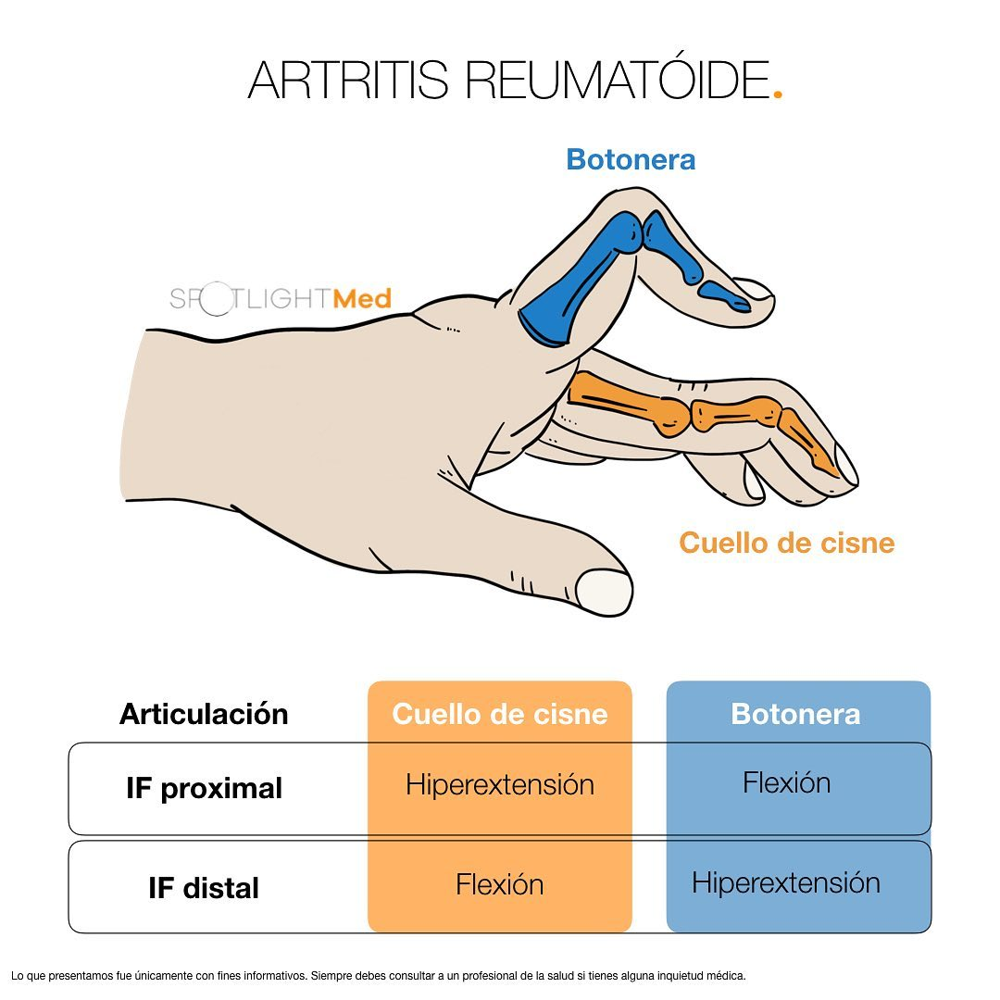 ARTRITIS REUMATÓIDE.
Botonera
SPOTLIGHTMed
Cuello de cisne
Articulación Cuello de cisne Botonera
IF proximal Hiperextensión Flexión
IF distal Flexión Hiperextensión
Lo que presentamos fue únicamente con fines informativos. Siempre debes consultar a un profesional de la salud si tienes alguna inquietud médica.